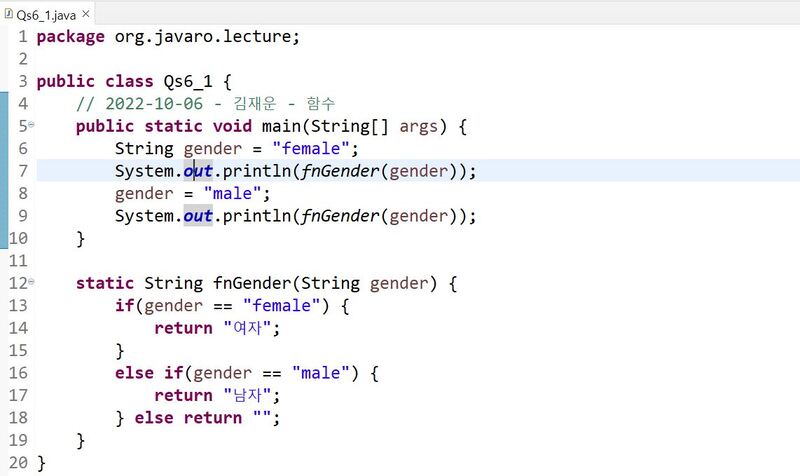 Qs6_1.java
1 package org.javaro.lecture;
2
3 public class Qs6_1 {
4     // 2022-10-06 - 김재운 - 함수
5     public static void main(String[] args) {
6         String gender = "female";
7         System.out.println(fnGender(gender));
8         gender = "male";
9         System.out.println(fnGender(gender));
10     }
11
12     static String fnGender(String gender) {
13         if(gender == "female") {
14             return "여자";
15         }
16         else if(gender == "male") {
17             return "남자";
18         } else return "";
19     }
20 }